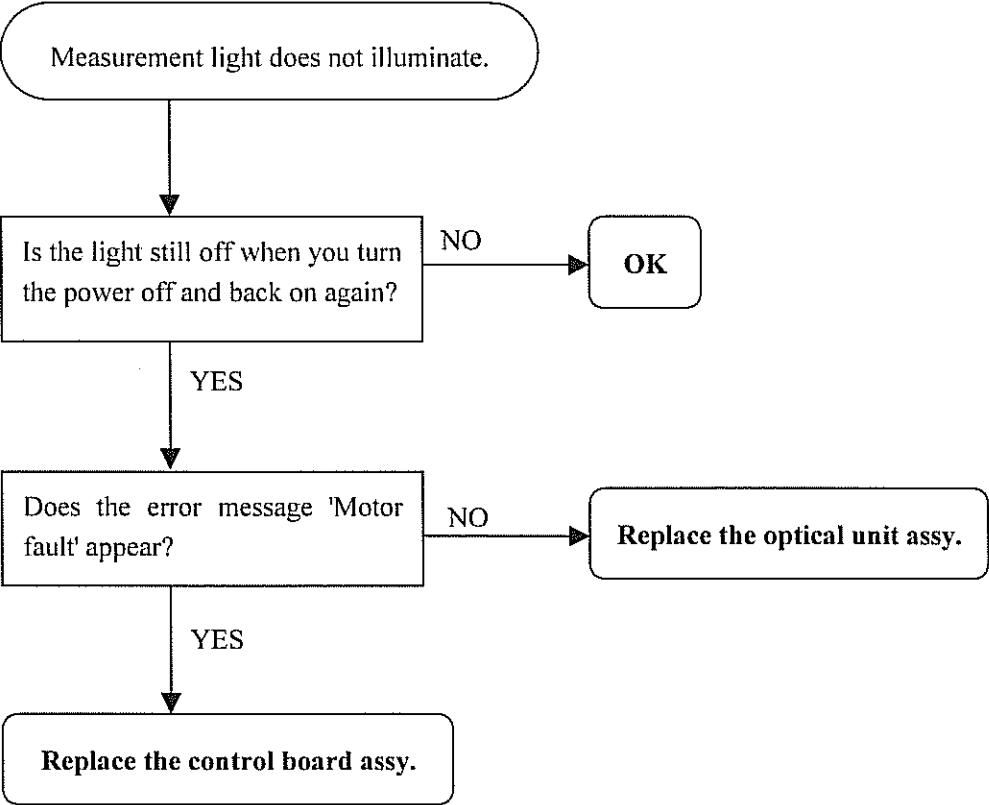 Measurement light does not illuminate.
Is the light still off when you turn
the power off and back on again?
NO
OK
YES
Does the error message 'Motor
fault' appear?
NO
Replace the optical unit assy.
YES
Replace the control board assy.